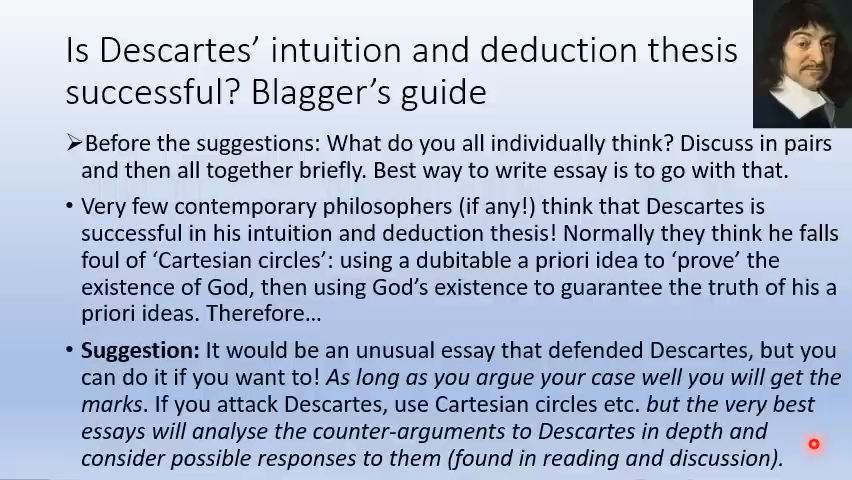 Is Descartes’ intuition and deduction thesis
successful? Blagger’s guide
➢Before the suggestions: What do you all individually think? Discuss in pairs
and then all together briefly. Best way to write essay is to go with that.
• Very few contemporary philosophers (if any!) think that Descartes is
successful in his intuition and deduction thesis! Normally they think he falls
foul of ‘Cartesian circles’: using a dubitable a priori idea to ‘prove’ the
existence of God, then using God’s existence to guarantee the truth of his a
priori ideas. Therefore…
• Suggestion: It would be an unusual essay that defended Descartes, but you
can do it if you want to! As long as you argue your case well you will get the
marks. If you attack Descartes, use Cartesian circles etc. but the very best
essays will analyse the counter-arguments to Descartes in depth and
consider possible responses to them (found in reading and discussion).